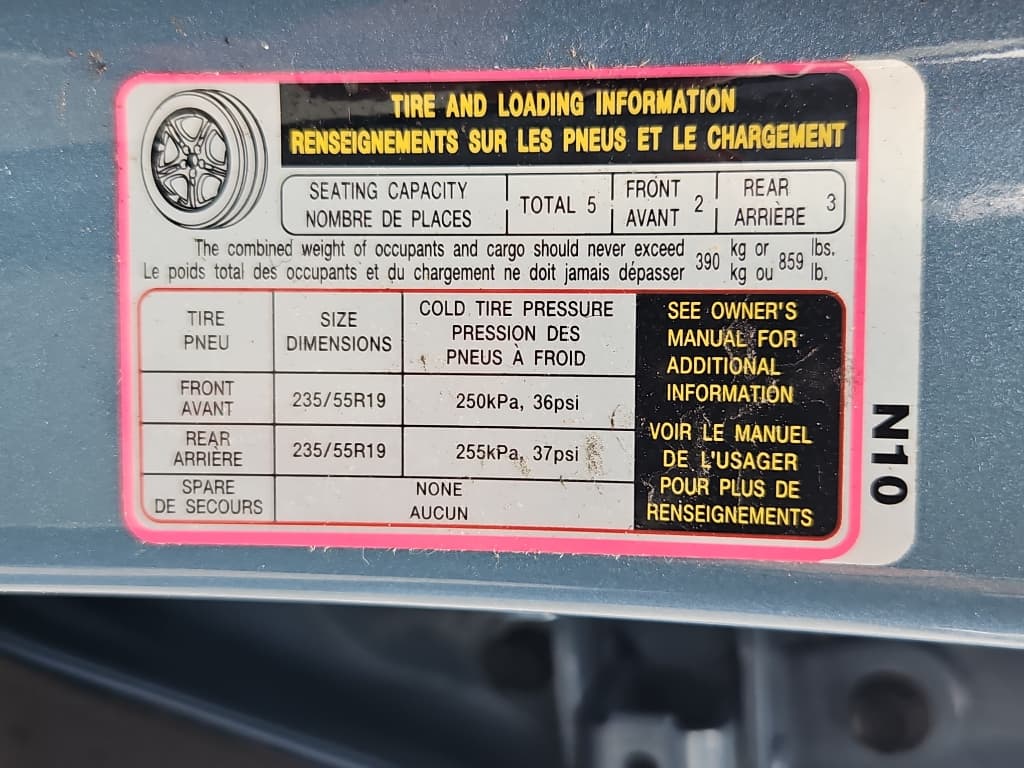 TIRE AND LOADING INFORMATION
RENSEIGNEMENTS SUR LES PNEUS ET LE CHARGEMENT
SEATING CAPACITY
NOMBRE DE PLACES
TOTAL 5
FRONT
AVANT
2
REAR
ARRIÈRE
3
The combined weight of occupants and cargo should never exceed 390 kg or 859 lbs.
Le poids total des occupants et du chargement ne doit jamais dépasser kg ou lb.
TIRE
PNEU
SIZE
DIMENSIONS
COLD TIRE PRESSURE
PRESSION DES
PNEUS À FROID
FRONT
AVANT
235/55R19
250kPa, 36psi
REAR
ARRIÈRE
235/55R19
255kPa, 37psi
SPARE
DE SECOURS
NONE
AUCUN
SEE OWNER'S
MANUAL FOR
ADDITIONAL
INFORMATION
VOIR LE MANUEL
DE L'USAGER
POUR PLUS DE
RENSEIGNEMENTS
N10